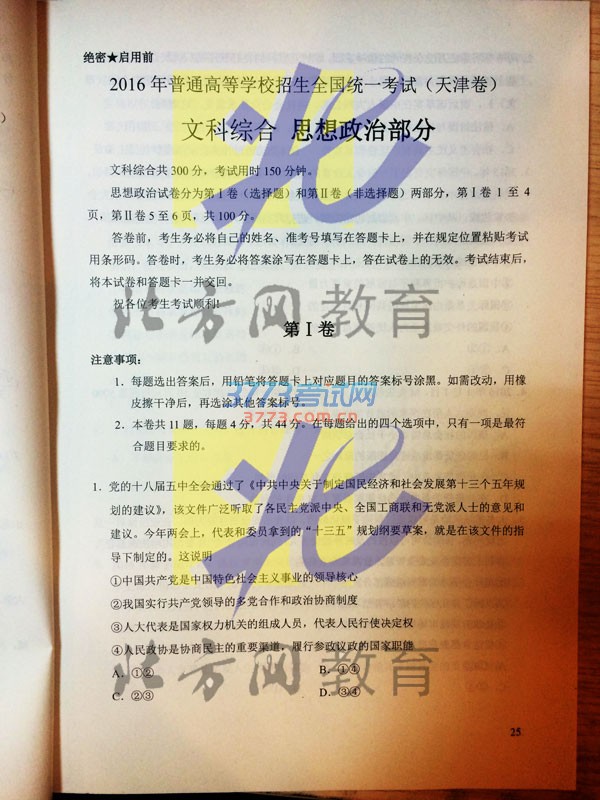 绝密★启用前
2016年普通高等学校招生全国统一考试（天津卷）
文科综合 思想政治部分
文科综合共300分，考试用时150分钟。
思想政治试卷分为第Ⅰ卷（选择题）和第Ⅱ卷（非选择题）两部分，第Ⅰ卷 1 至 4
页，第Ⅱ卷5至6页，共100分。
答卷前，考生务必将自己的姓名、准考号填写在答题卡上，并在规定位置粘贴考试
用条形码。答卷时，考生务必将答案涂写在答题卡上，答在试卷上的无效。考试结束后，
将本试卷和答题卡一并交回。
祝各位考生考试顺利!
北方网教育
第Ⅰ卷
注意事项：
1．每题选出答案后，用铅笔将答题卡上对应题目的答案标号涂黑。如需改动，用橡
皮擦干净后，再选涂其他答案标号。
3773考试网
3773.com.cn
2．本卷共11题，每题4分，共44分。在每题给出的四个选项中，只有一项是最符
合题目要求的。
1．党的十八届五中全会通过了《中共中央关于制定国民经济和社会发展第十三个五年规
划的建议》，该文件广泛听取了各民主党派中央、全国工商联和无党派人士的意见和
建议。今年两会上，代表和委员拿到的“十三五”规划纲要草案，就是在该文件的指
导下制定的。这说明
①中国共产党是中国特色社会主义事业的领导核心
②我国实行共产党领导的多党合作和政治协商制度
③人大代表是国家权力机关的组成人员，代表人民行使决定权
④人民政协是协商民主的重要渠道，履行参政议政的国家职能
北方网教育
A．①②
B．①④
C．②③
D．③④
25